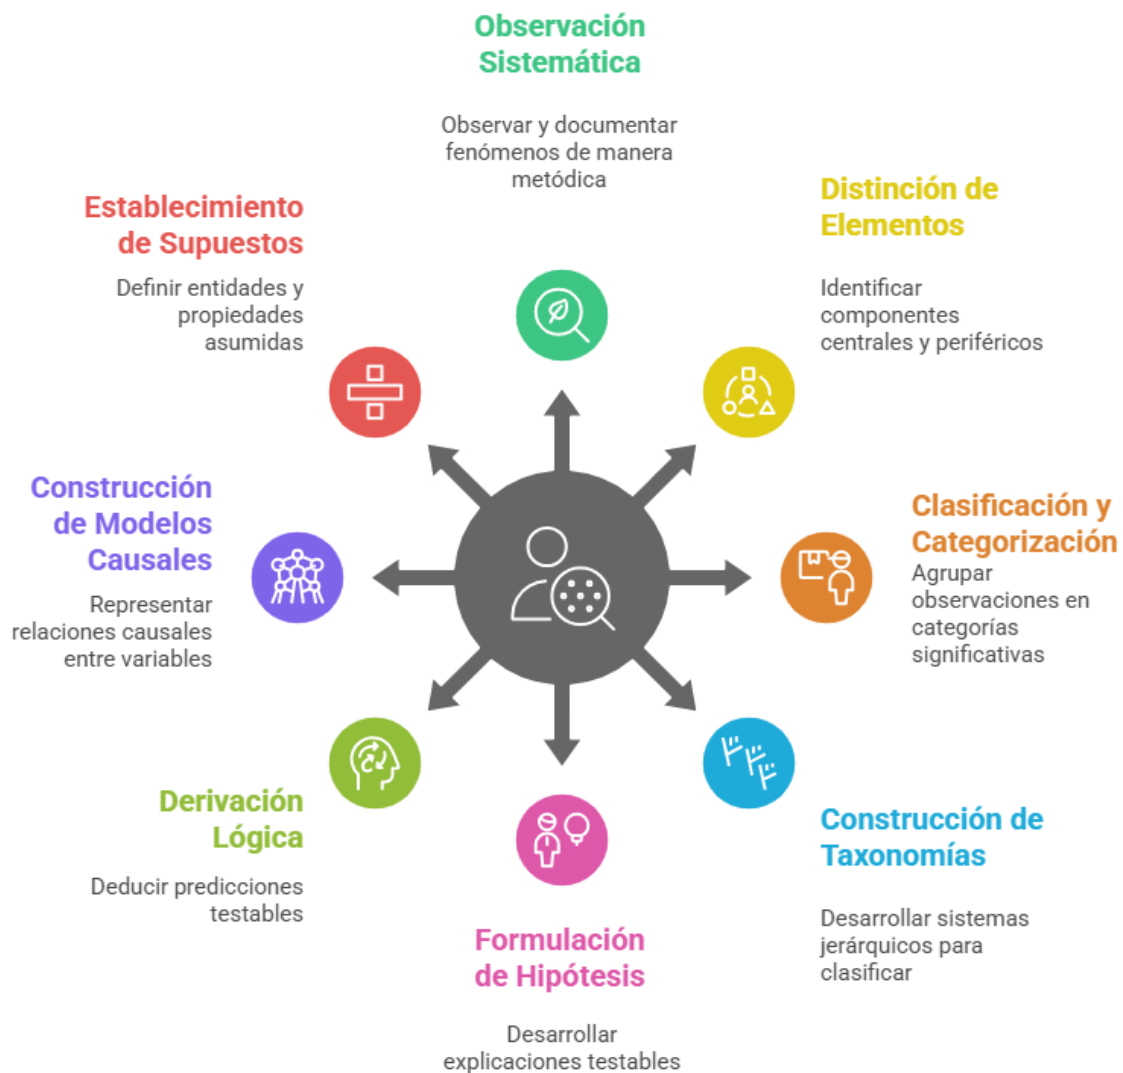 Observación
Sistemática
Observar y documentar
fenómenos de manera
metódica
Distinción de
Elementos
Identificar
componentes
centrales y periféricos
Clasificación y
Categorización
Agrupar
observaciones en
categorías
significativas
Construcción de
Taxonomías
Desarrollar sistemas
jerárquicos para
clasificar
Formulación
de Hipótesis
Desarrollar
explicaciones testables
Derivación
Lógica
Deducir predicciones
testables
Construcción
de Modelos
Causales
Representar
relaciones causales
entre variables
Establecimiento
de Supuestos
Definir entidades y
propiedades
asumidas